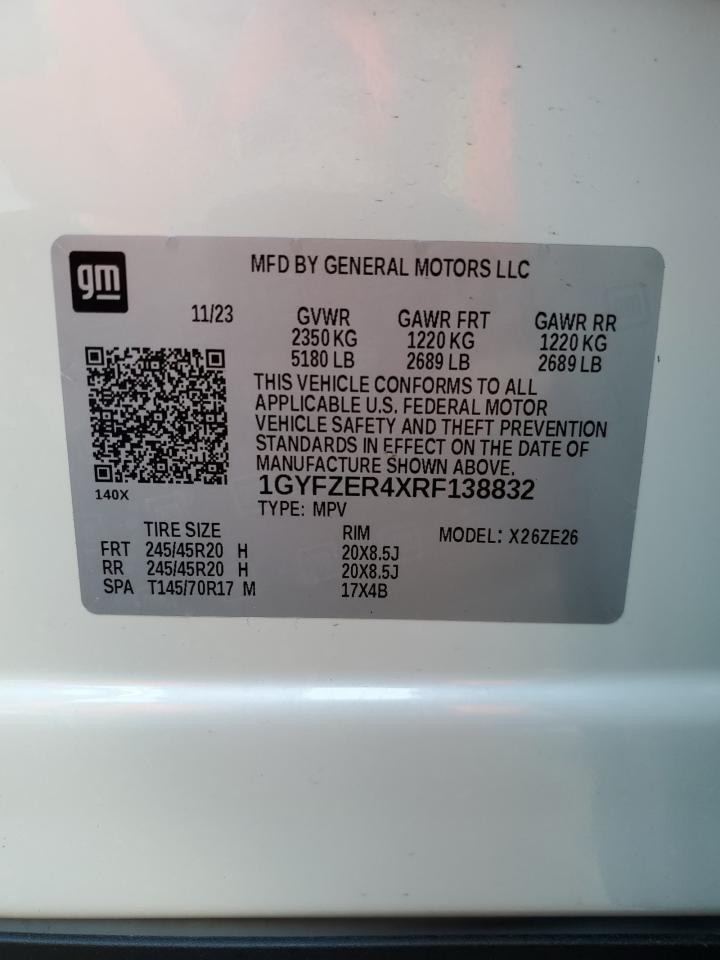 gm
MFD BY GENERAL MOTORS LLC
11/23 GVWR GAWR FRT GAWR RR
2350 KG 1220 KG 1220 KG
5180 LB 2689 LB 2689 LB
THIS VEHICLE CONFORMS TO ALL
APPLICABLE U.S. FEDERAL MOTOR
VEHICLE SAFETY AND THEFT PREVENTION
STANDARDS IN EFFECT ON THE DATE OF
MANUFACTURE SHOWN ABOVE.
140X
1GYFZER4XRF138832
TYPE: MPV
TIRE SIZE RIM MODEL: X26ZE26
FRT 245/45R20 H 20X8.5J
RR 245/45R20 H 20X8.5J
SPA T145/70R17 M 17X4B